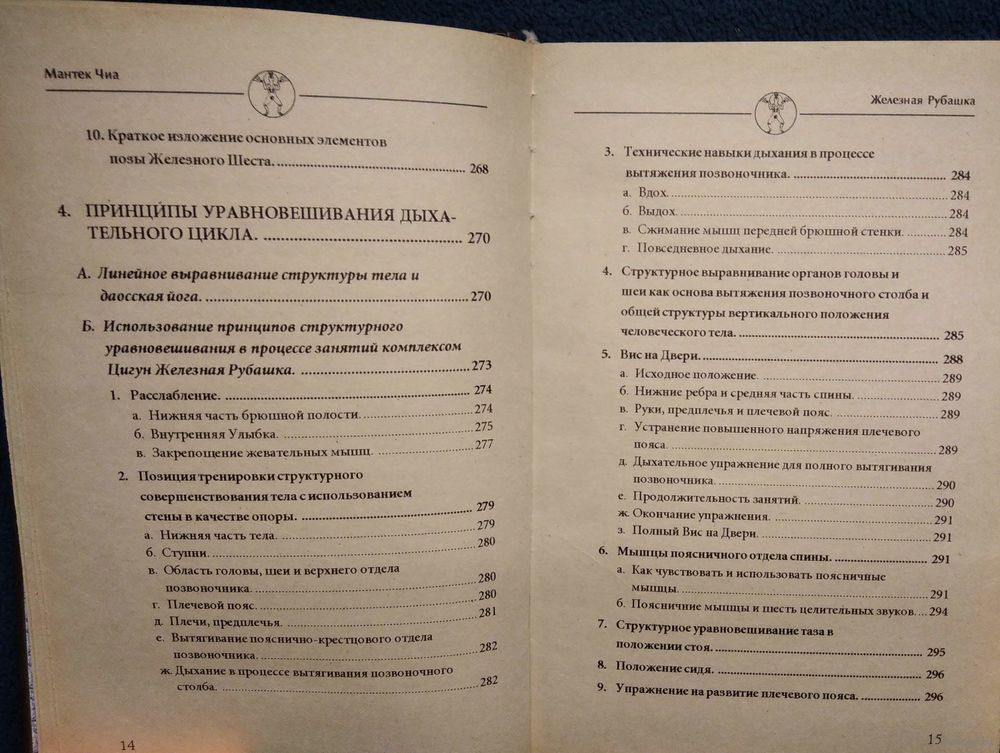 Мантек Чиа
10. Краткое изложение основных элементов
позы Железного Шеста. 268
4. ПРИНЦИПЫ УРАВНОВЕШИВАНИЯ ДЫХА-
ТЕЛЬНОГО ЦИКЛА. 270
А. Линейное выравнивание структуры тела и
даосская йога. 270
Б. Использование принципов структурного
уравновешивания в процессе занятий комплексом
Цигун Железная Рубашка. 273
1. Расслабление. 274
а. Нижняя часть брюшной полости. 274
б. Внутренняя Улыбка. 275
в. Закрепощение жевательных мышц. 277
2. Позиция тренировки структурного
совершенствования тела с использованием
стены в качестве опоры. 279
а. Нижняя часть тела. 279
б. Ступни. 280
в. Область головы, шеи и верхнего отдела
позвоночника. 280
г. Плечевой пояс. 280
д. Плечи, предплечья. 281
е. Вытягивание пояснично-крестцового отдела
позвоночника. 282
ж. Дыхание в процессе вытягивания позвоночного
столба. 282
14
Железная Рубашка
3. Технические навыки дыхания в процессе
вытяжения позвоночника. 284
а. Вдох. 284
б. Выдох. 284
в. Сжимание мышц передней брюшной стенки. 284
г. Повседневное дыхание. 285
4. Структурное выравнивание органов головы и
шеи как основа вытяжения позвоночного столба и
общей структуры вертикального положения
человеческого тела. 285
5. Вис на Двери. 288
а. Исходное положение. 289
б. Нижние ребра и средняя часть спины. 289
в. Руки, предплечья и плечевой пояс. 289
г. Устранение повышенного напряжения плечевого
пояса. 289
д. Дыхательное упражнение для полного вытягивания
позвоночника. 290
е. Продолжительность занятий. 290
ж. Окончание упражнения. 291
з. Полный Вис на Двери. 291
6. Мышцы поясничного отдела спины. 291
а. Как чувствовать и использовать поясничные
мышцы. 291
б. Поясничние мышцы и шесть целительных звуков. 294
7. Структурное уравновешивание таза в
положении стоя. 295
8. Положение сидя. 296
9. Упражнение на развитие плечевого пояса. 296
15